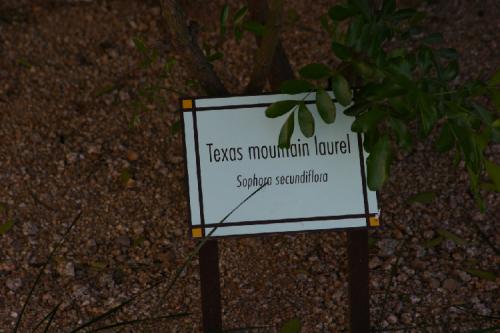 Texas mountain laurel
Sophora secundiflora